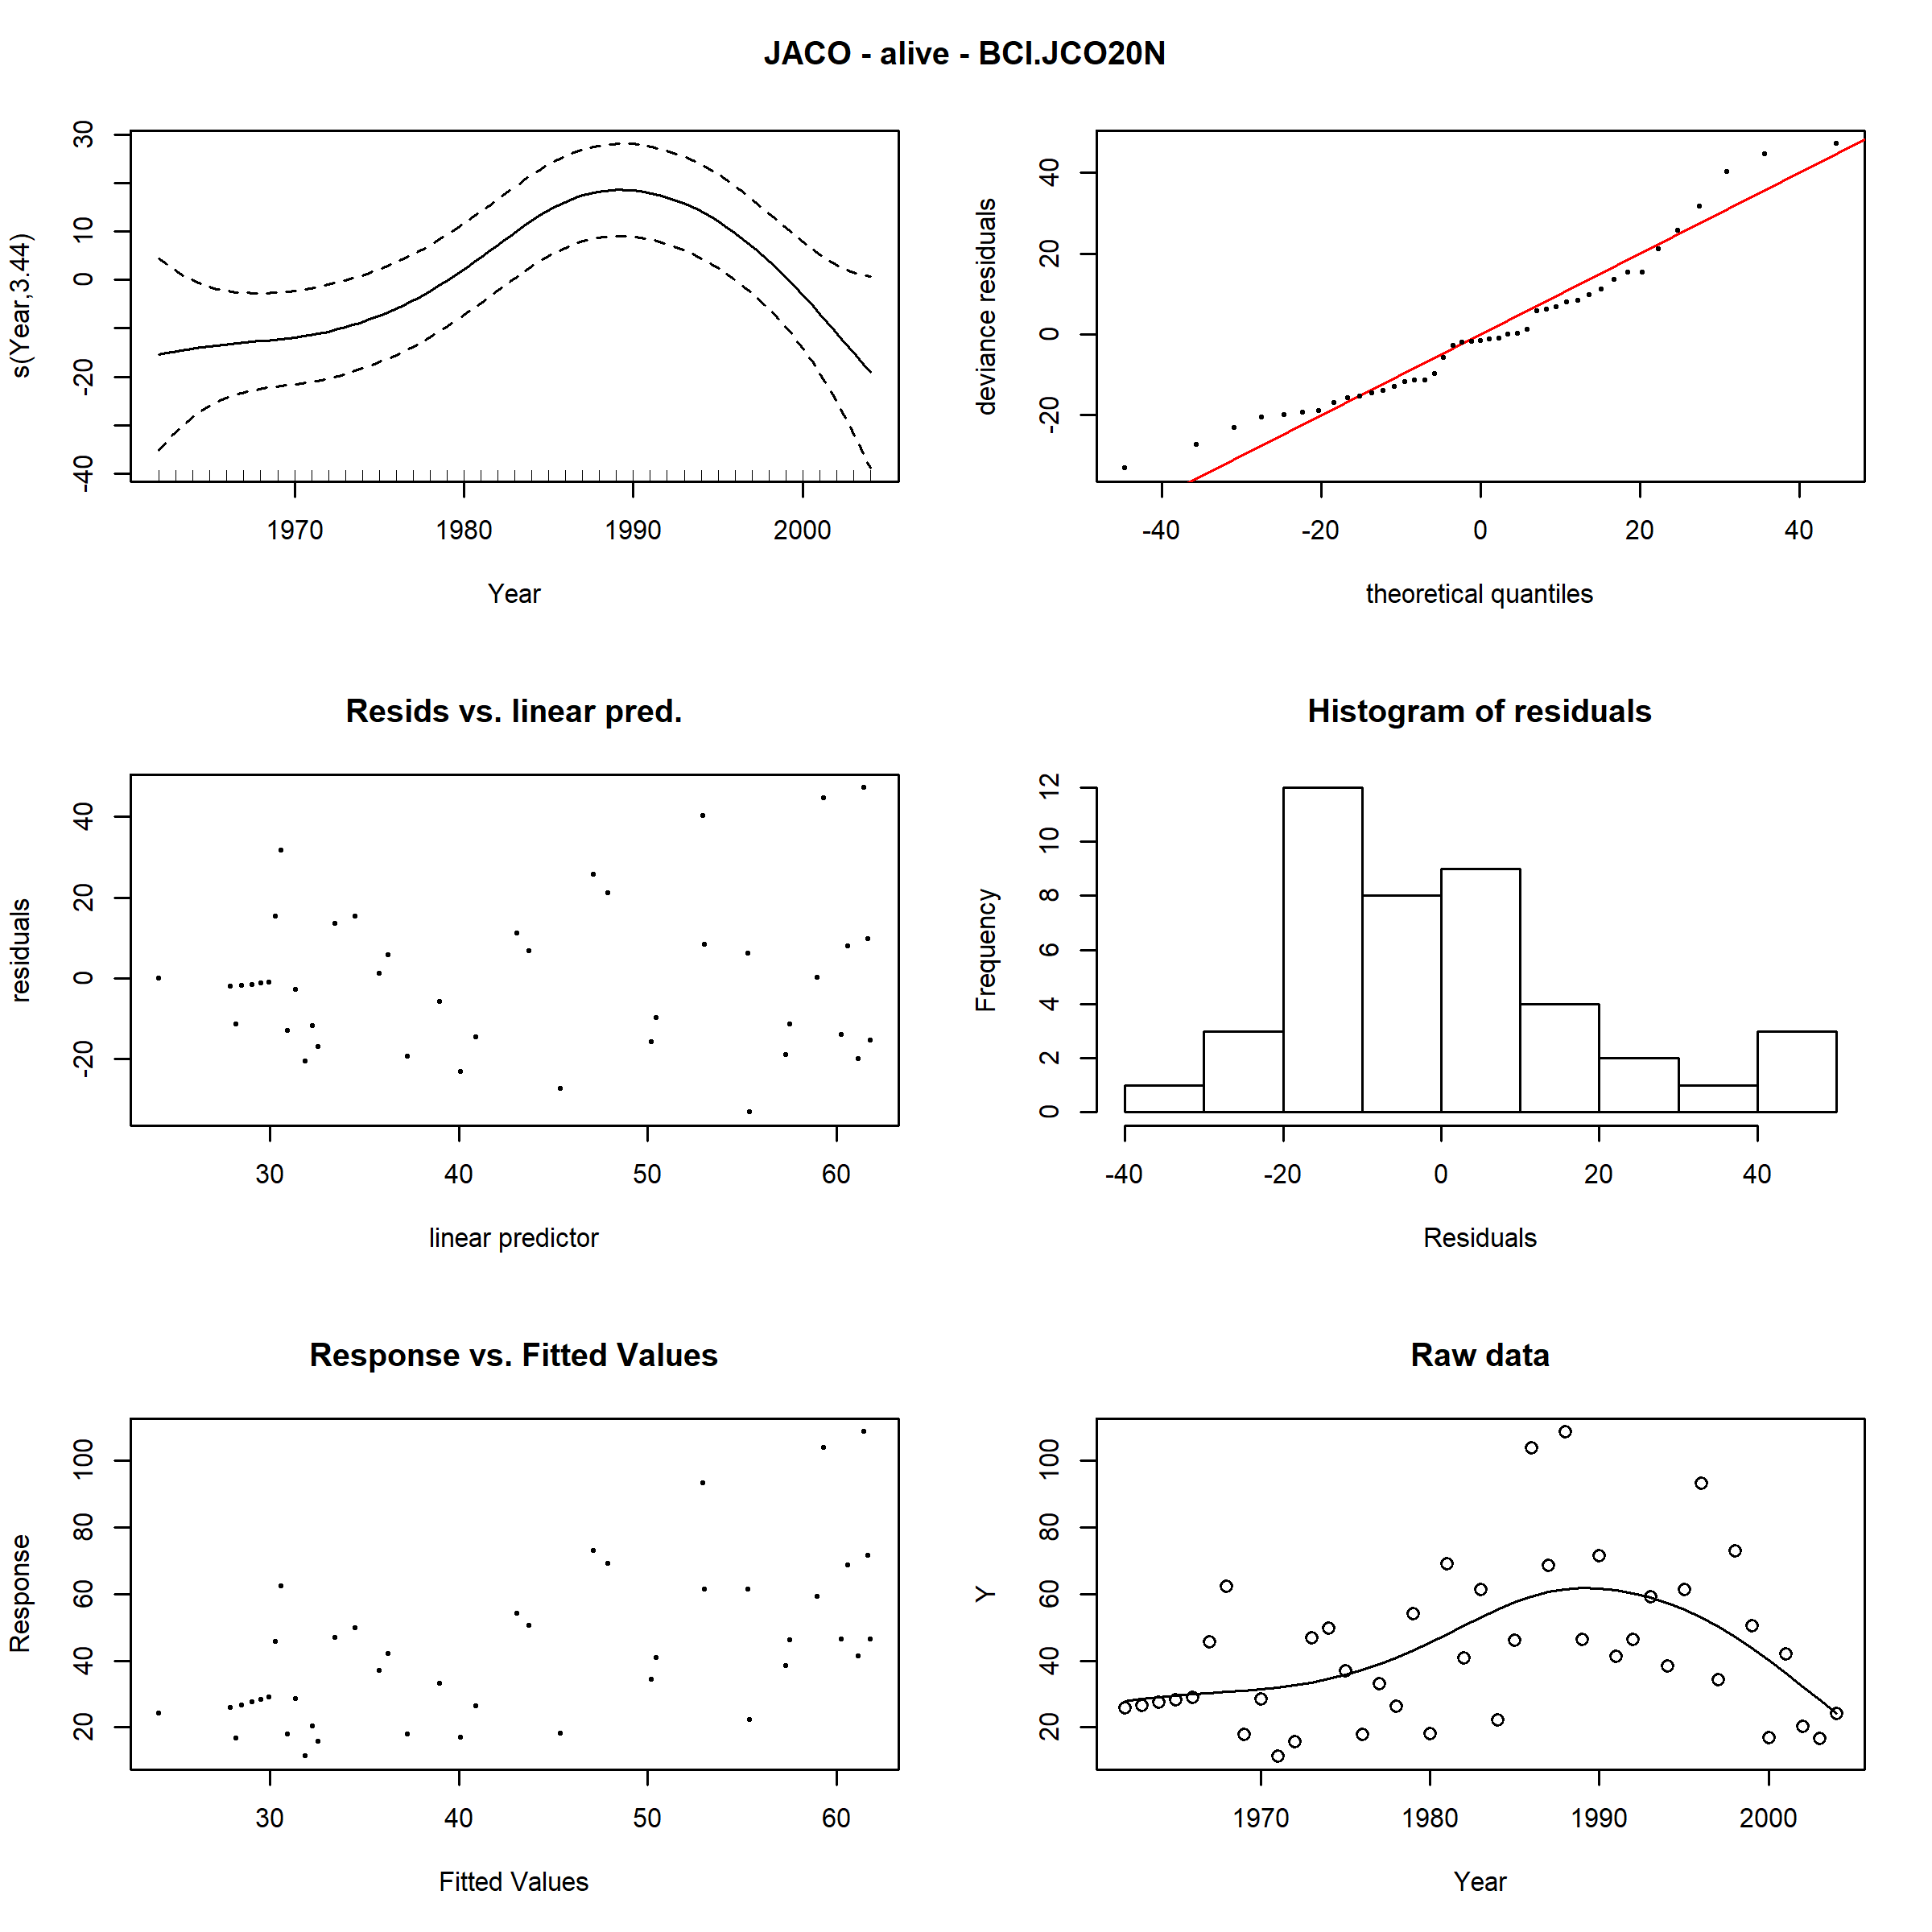 JACO - alive - BCI.JCO20N
s(Year,3.44)
30
10
0
-20
-40
1970 1980 1990 2000
Year
deviance residuals
40
20
0
-20
-40 -20 0 20 40
theoretical quantiles
Resids vs. linear pred.
residuals
40
20
0
-20
30 40 50 60
linear predictor
Histogram of residuals
Frequency
12
10
8
6
4
2
0
-40 -20 0 20 40
Residuals
Response vs. Fitted Values
Response
100
80
60
40
20
30 40 50 60
Fitted Values
Raw data
Y
100
80
60
40
20
1970 1980 1990 2000
Year